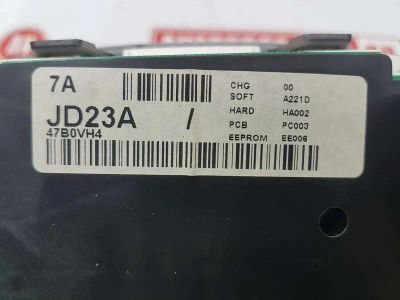 7A
JD23A /
47B0VH4
CHG 00
SOFT A221D
HARD HA002
PCB PC003
EEPROM EE006